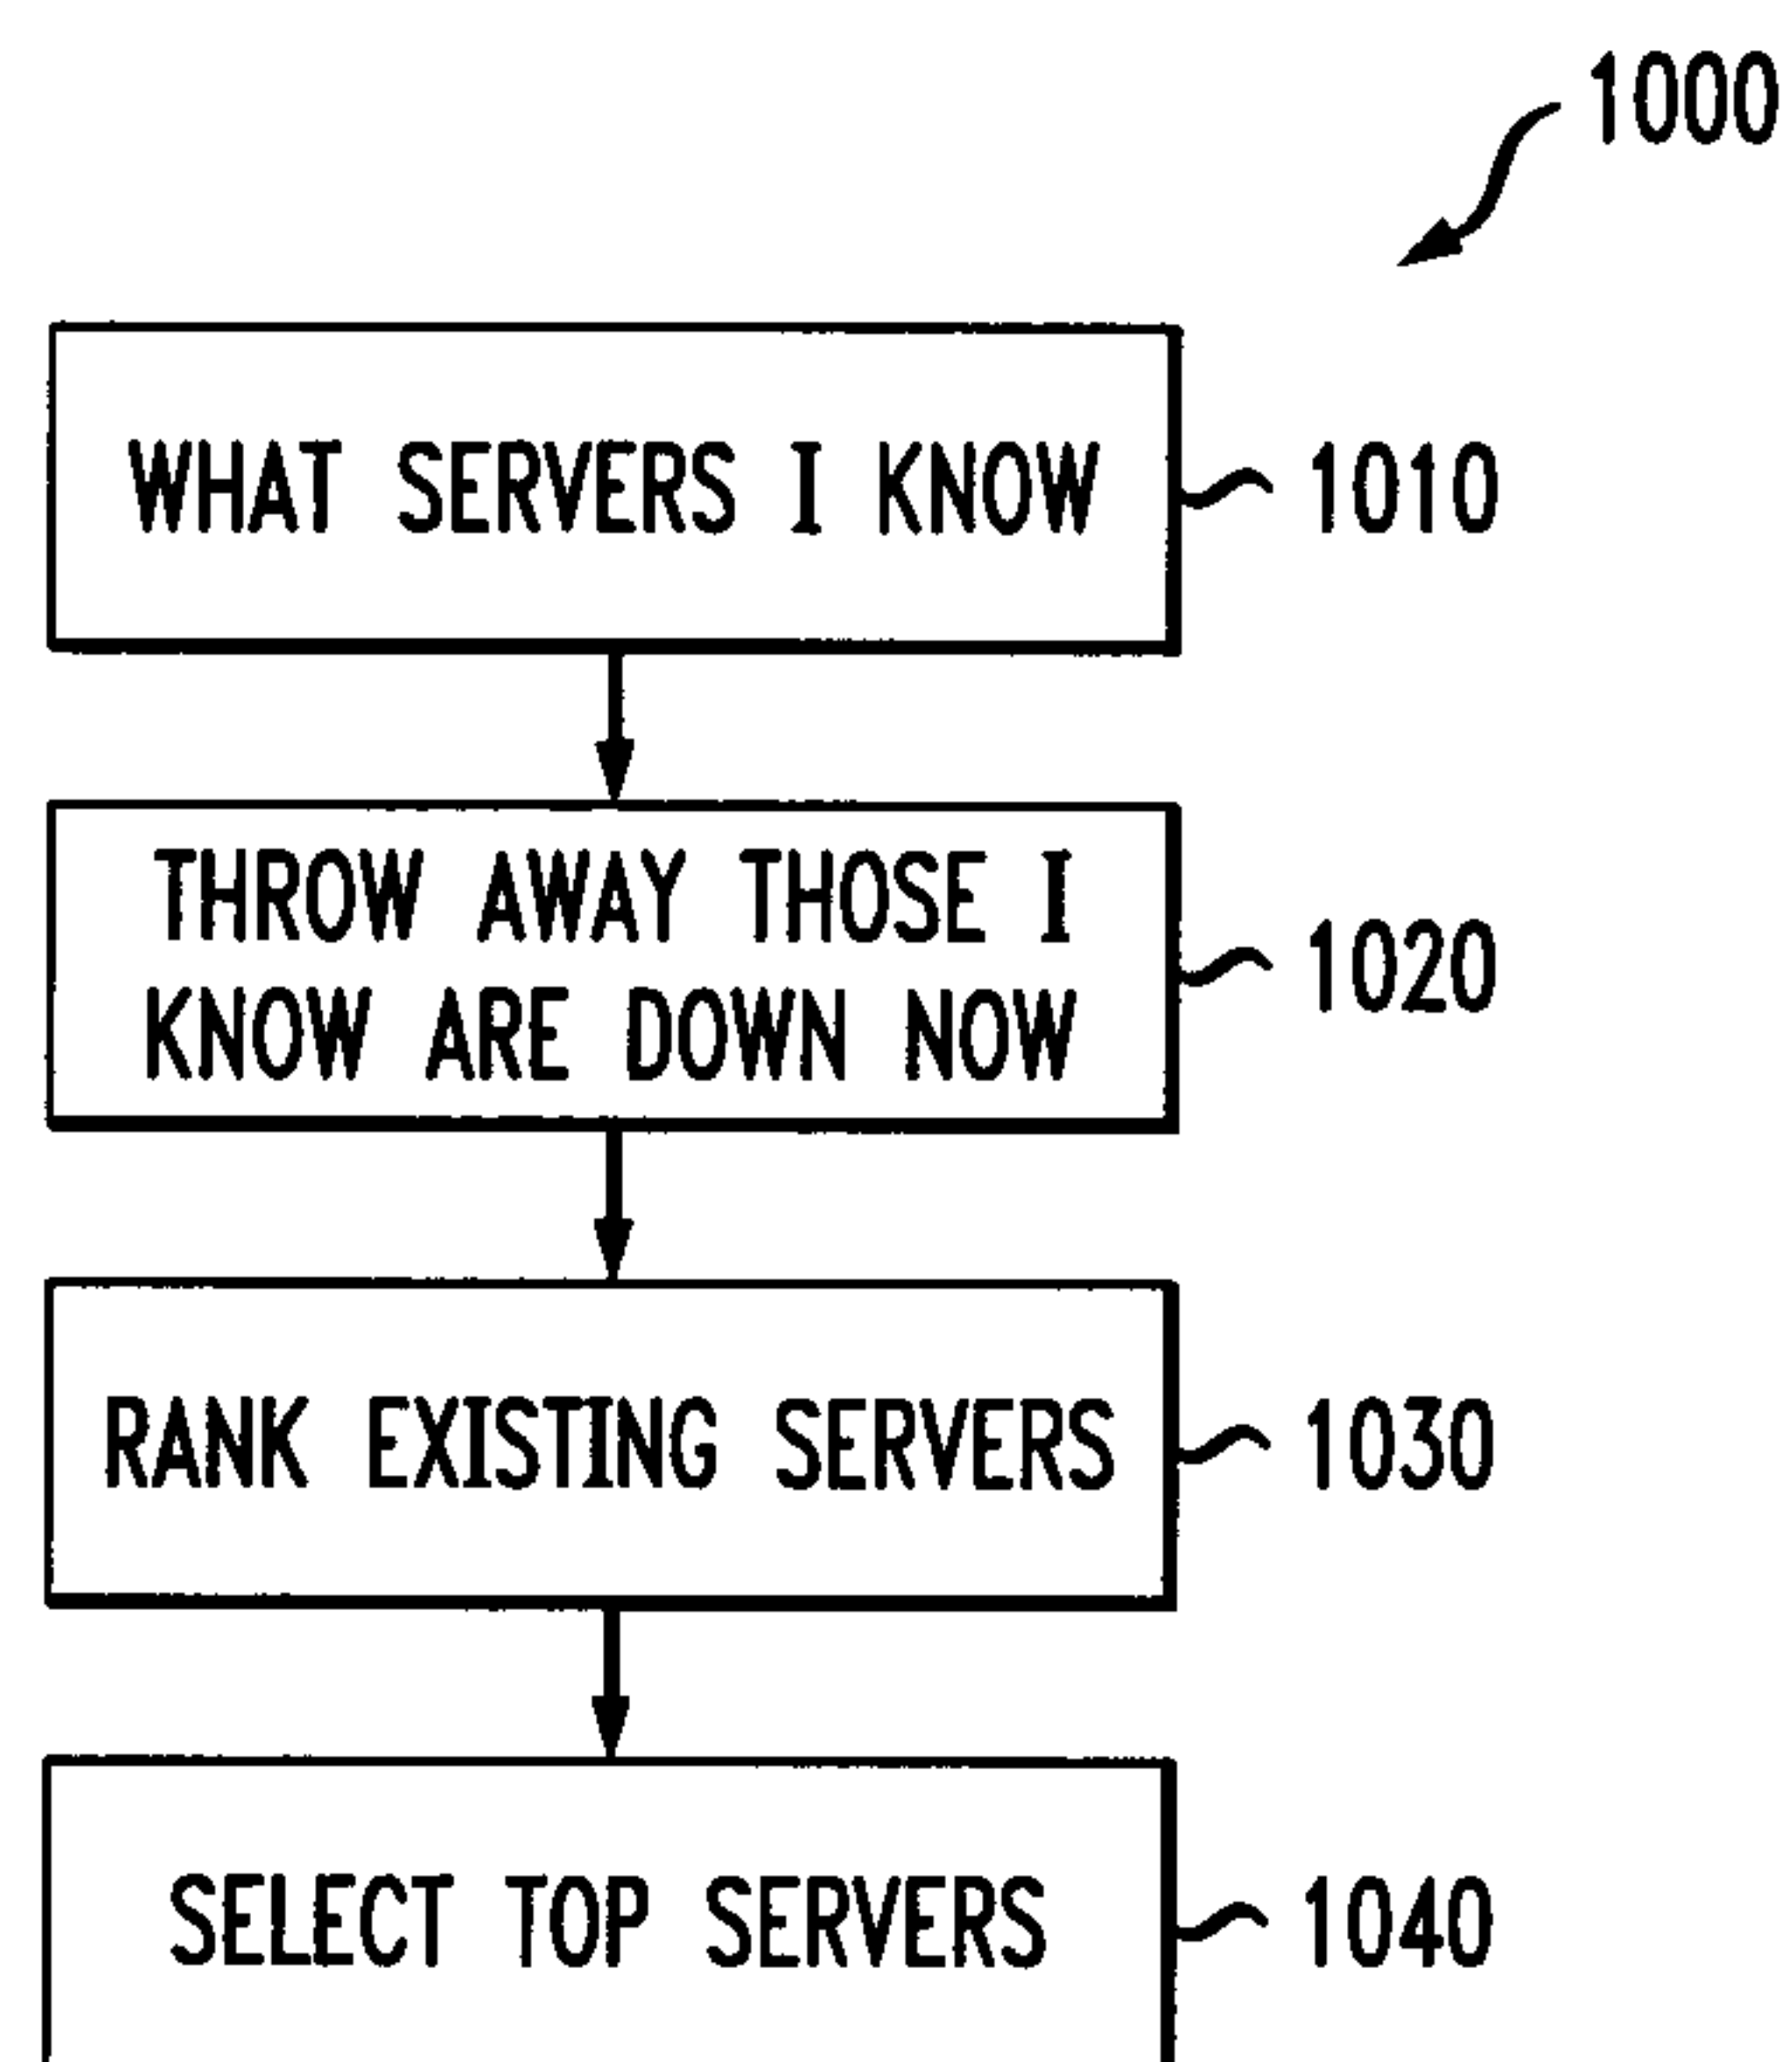 1000
WHAT SERVERS I KNOW
1010
THROW AWAY THOSE I
KNOW ARE DOWN NOW
1020
RANK EXISTING SERVERS
1030
SELECT TOP SERVERS
1040